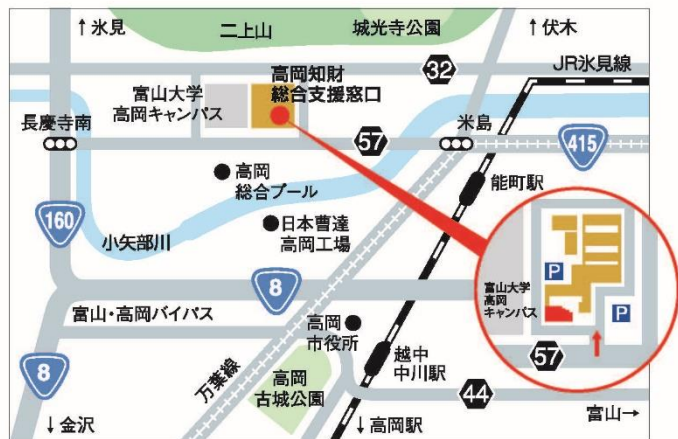 ↑氷見
二上山
城光寺公園
↑伏木
32
JR氷見線
高岡知財
総合支援窓口
富山大学
高岡キャンパス
長慶寺南
57
米島
415
高岡
総合プール
能町駅
160
小矢部川
日本曹達
高岡工場
8
富山・高岡バイパス
P
富山大学
高岡
キャンパス
P
57
高岡
市役所
8
万葉線
高岡
古城公園
越中
中川駅
44
↓金沢
↓高岡駅
富山→